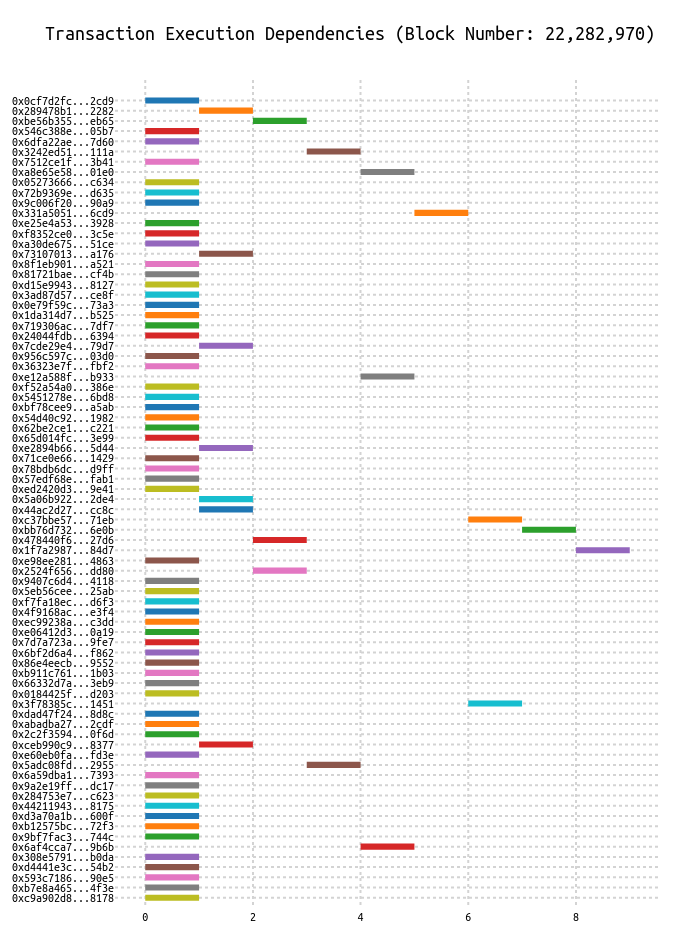 Transaction Execution Dependencies (Block Number: 22,282,970)
0x0cf7d2fc...2cd9
0x289478b1...2282
0xbe56b355...eb65
0x546c388e...05b7
0x6dfa22ae...7d60
0x3242ed51...111a
0x7512ce1f...3b41
0xa8e65e58...01e0
0x05273666...c634
0x72b9369e...d635
0x9c006f20...90a9
0x331a5051...6cd9
0xe25e4a53...3928
0xf8352ce0...3c5e
0xa30de675...51ce
0x73107013...a176
0x8f1eb901...a521
0x81721bae...cf4b
0xd15e9943...8127
0x3ad87d57...ce8f
0x0e79f59c...73a3
0x1da314d7...b525
0x719306ac...7df7
0x24044fdb...6394
0x7cde29e4...79d7
0x956c597c...03d0
0x36323e7f...fbf2
0xe12a588f...b933
0xf52a54a0...386e
0x5451278e...6bd8
0xbf78cee9...a5ab
0x54d40c92...1982
0x62be2ce1...c221
0x65d014fc...3e99
0xe2894b66...5d44
0x71ce0e66...1429
0x78bdb6dc...d9ff
0x57edf68e...fab1
0xed2420d3...9e41
0x5a06b922...2de4
0x44ac2d27...cc8c
0xc37bbe57...71eb
0xbb76d732...6e0b
0x478440f6...27d6
0x1f7a2987...84d7
0xe98ee281...4863
0x2524f656...dd80
0x9407c6d4...4118
0x5eb56cee...25ab
0xf7fa18ec...d6f3
0x4f9168ac...e3f4
0xec99238a...c3dd
0xe06412d3...0a19
0x7d7a723a...9fe7
0x6bf2d6a4...f862
0x86e4eecb...9552
0xb911c761...1b03
0x66332d7a...3eb9
0x0184425f...d203
0x3f78385c...1451
0xdad47f24...8d8c
0xabadba27...2cdf
0x2c2f3594...0f6d
0xceb990c9...8377
0xe60eb0fa...fd3e
0x5adc08fd...2955
0x6a59dba1...7393
0x9a2e19ff...dc17
0x284753e7...c623
0x44211943...8175
0xd3a70a1b...600f
0xb12575bc...72f3
0x9bf7fac3...744c
0x6af4cca7...9b6b
0x308e5791...b0da
0xd4441e3c...54b2
0x593c7186...90e5
0xb7e8a465...4f3e
0xc9a902d8...8178
0 2 4 6 8